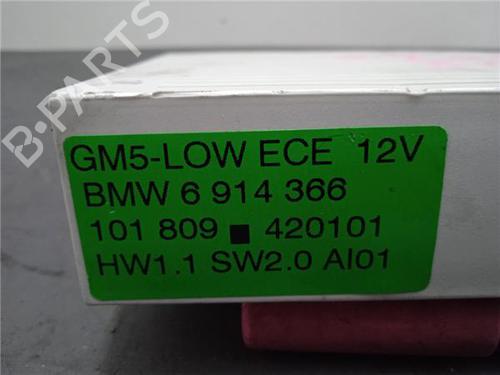 B-PARTS
GM5-LOW ECE 12V
BMW 6 914 366
101 809 ■ 420101
HW1.1 SW2.0 AI01